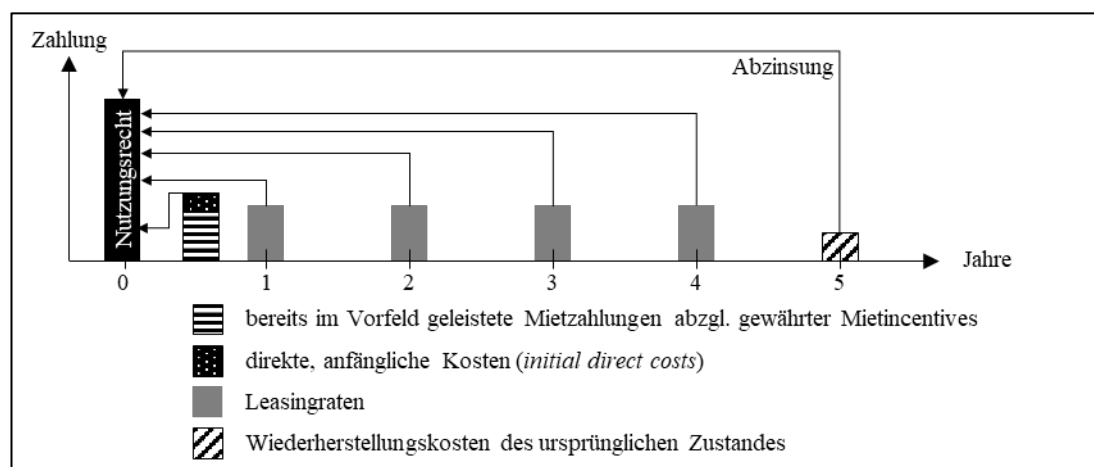 Zahlung
Abzinsung
Nutzungsrecht
Jahre
0 1 2 3 4 5
bereits im Vorfeld geleistete Mietzahlungen abzgl. gewährter Mietincentives
direkte, anfängliche Kosten (initial direct costs)
Leasingraten
Wiederherstellungskosten des ursprünglichen Zustandes